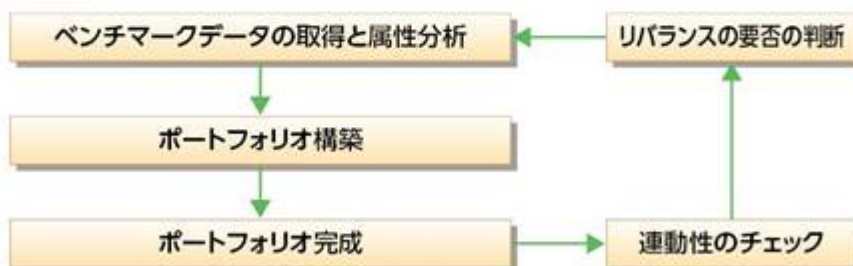 ベンチマークデータの取得と属性分析
リバランスの要否の判断
ポートフォリオ構築
ポートフォリオ完成
連動性のチェック